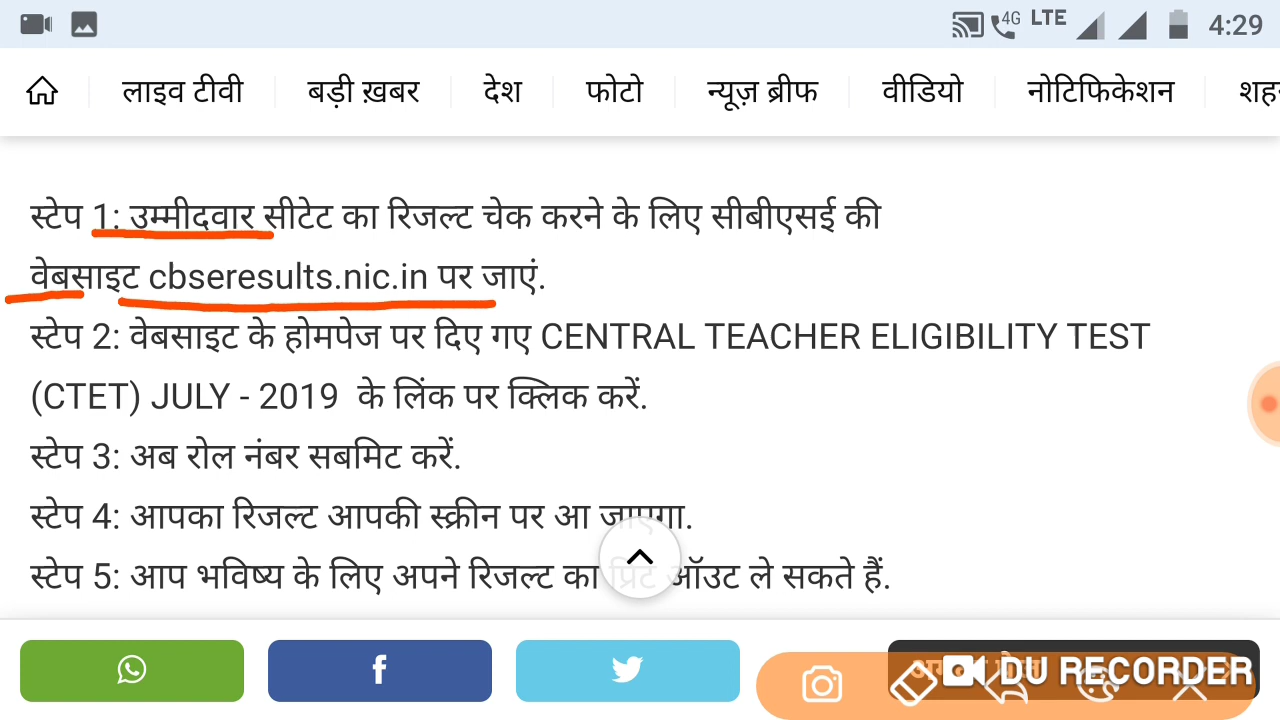 4G LTE 4:29
लाइव टीवी बड़ी ख़बर देश फोटो न्यूज़ ब्रीफ वीडियो नोटिफिकेशन
स्टेप 1: उम्मीदवार सीटेट का रिजल्ट चेक करने के लिए सीबीएसई की
वेबसाइट cbseresults.nic.in पर जाएं.
स्टेप 2: वेबसाइट के होमपेज पर दिए गए CENTRAL TEACHER ELIGIBILITY TEST
(CTET) JULY - 2019 के लिंक पर क्लिक करें.
स्टेप 3: अब रोल नंबर सबमिट करें.
स्टेप 4: आपका रिजल्ट आपकी स्क्रीन पर आ जाएगा.
स्टेप 5: आप भविष्य के लिए अपने रिजल्ट का प्रिंट ऑउट ले सकते हैं.
f
DU RECORDER